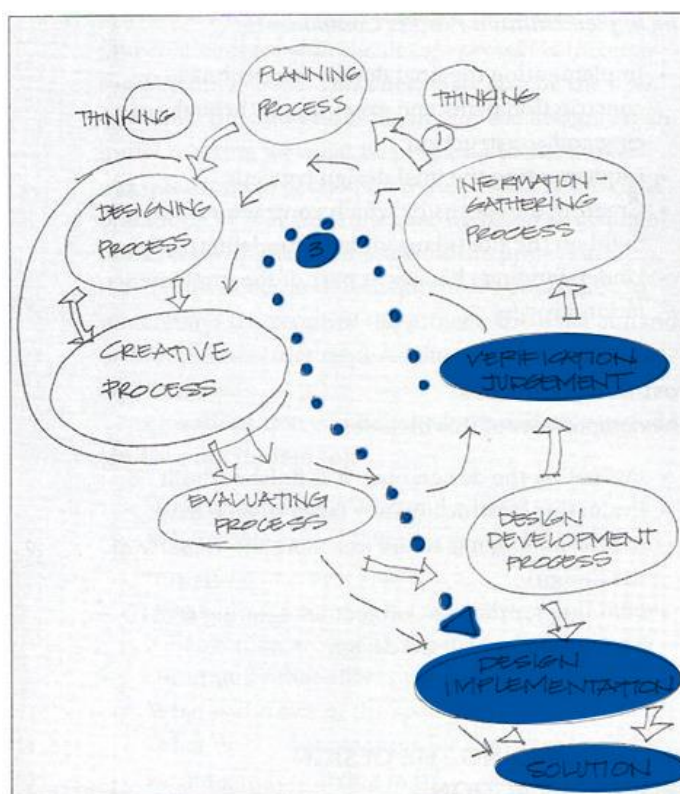 PLANNING
PROCESS
THINKING
THINKING
1
DESIGNING
PROCESS
INFORMATION
GATHERING
PROCESS
3
CREATIVE
PROCESS
VERIFICATION
JUDGEMENT
EVALUATING
PROCESS
DESIGN
DEVELOPMENT
PROCESS
DESIGN
IMPLEMENTATION
SOLUTION